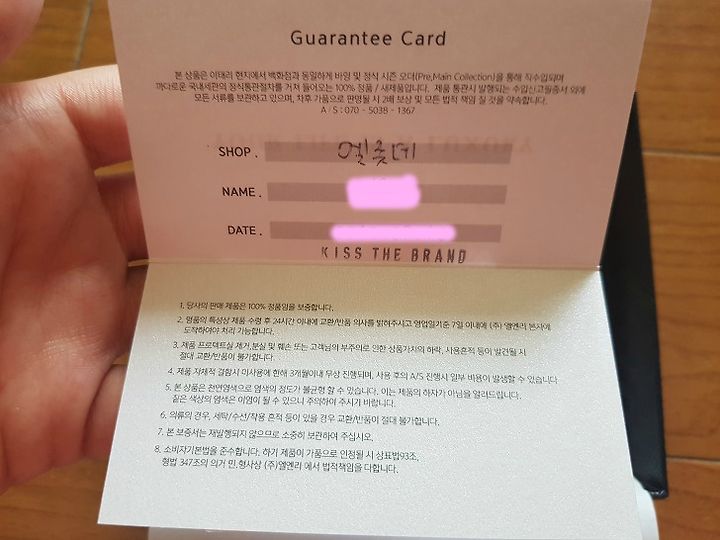 Guarantee Card
본 상품은 이태리 현지에서 백화점과 동일하게 바잉 및 정식 시즌 오더(Pre,Main Collection)을 통해 직수입되며
까다로운 국내세관의 정식통관절차를 거쳐 들어오는 100% 정품 / 새제품입니다. 제품 통관시 발행되는 수입신고필증서 외에
모든 서류를 보관하고 있으며, 차후 가품으로 판명될 시 2배 보상 및 모든 법적 책임 질 것을 약속합니다.
A / S : 070 - 5038 - 1367
SHOP . 엘롯데
NAME .
DATE .
KISS THE BRAND
1. 당사의 판매 제품은 100% 정품임을 보증합니다.
2. 명품의 특성상 제품 수령 후 24시간 이내에 교환/반품 의사를 밝혀주시고 영업일기준 7일 이내에 (주) 엘엔리 본사에
도착하여야 처리 가능합니다.
3. 제품 프로텍트실 제거,분실 및 훼손 또는 고객님의 부주의로 인한 상품가치의 하락, 사용흔적 등이 발견될 시
절대 교환/반품이 불가합니다.
4. 제품 자체적 결함시 미사용에 한해 3개월이내 무상 진행되며, 사용 후의 A/S 진행시 일부 비용이 발생할 수 있습니다
5. 본 상품은 천연염색으로 염색의 정도가 불균형 할 수 있습니다. 이는 제품의 하자가 아님을 알려드립니다.
짙은 색상의 염색은 이염이 될 수 있으니 주의하여 주시기 바랍니다.
6. 의류의 경우, 세탁/수선/착용 흔적 등이 있을 경우 교환/반품이 절대 불가합니다.
7. 본 보증서는 재발행되지 않으므로 소중히 보관하여 주십시오.
8. 소비자기본법을 준수합니다. 하기 제품이 가품으로 인정될 시 상표법93조,
형법 347조의 의거 민,형사상 (주)엘엔리 에서 법적책임을 다합니다.